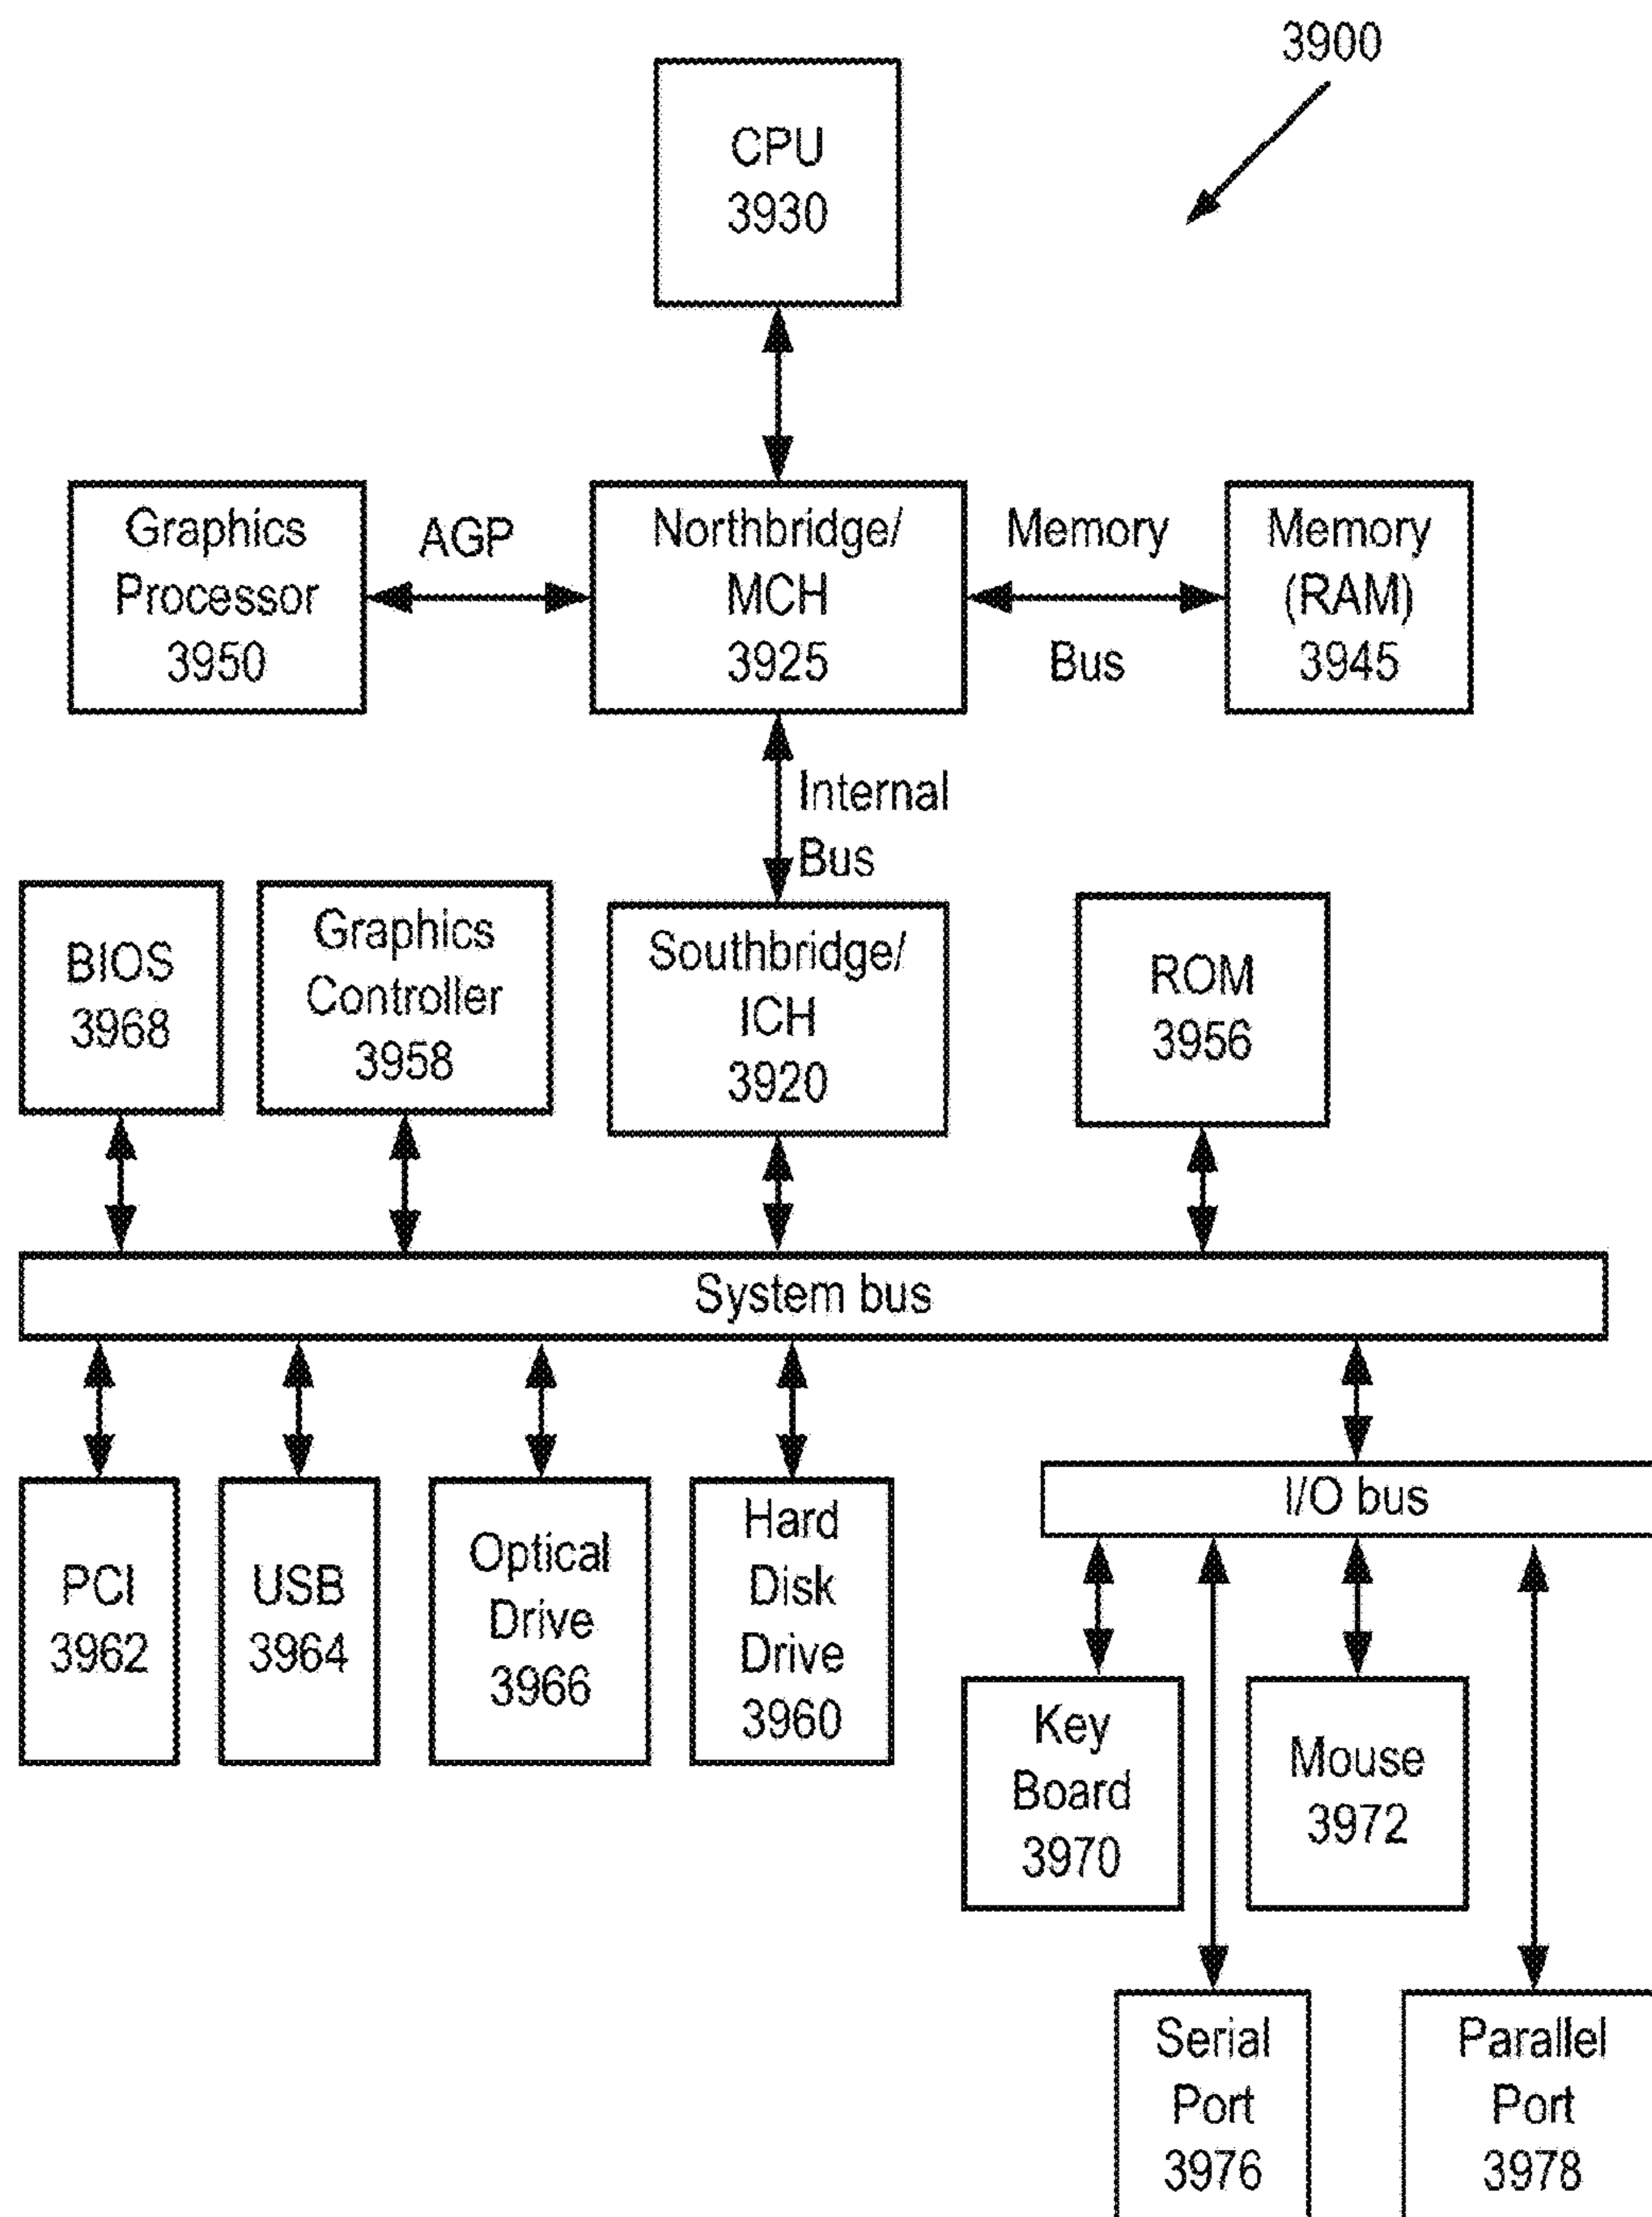 3900
CPU
3930
Graphics
Processor
3950
AGP
Northbridge/
MCH
3925
Memory
Bus
Memory
(RAM)
3945
Internal
Bus
BIOS
3968
Graphics
Controller
3958
Southbridge/
ICH
3920
ROM
3956
System bus
PCI
3962
USB
3964
Optical
Drive
3966
Hard
Disk
Drive
3960
I/O bus
Key
Board
3970
Mouse
3972
Serial
Port
3976
Parallel
Port
3978